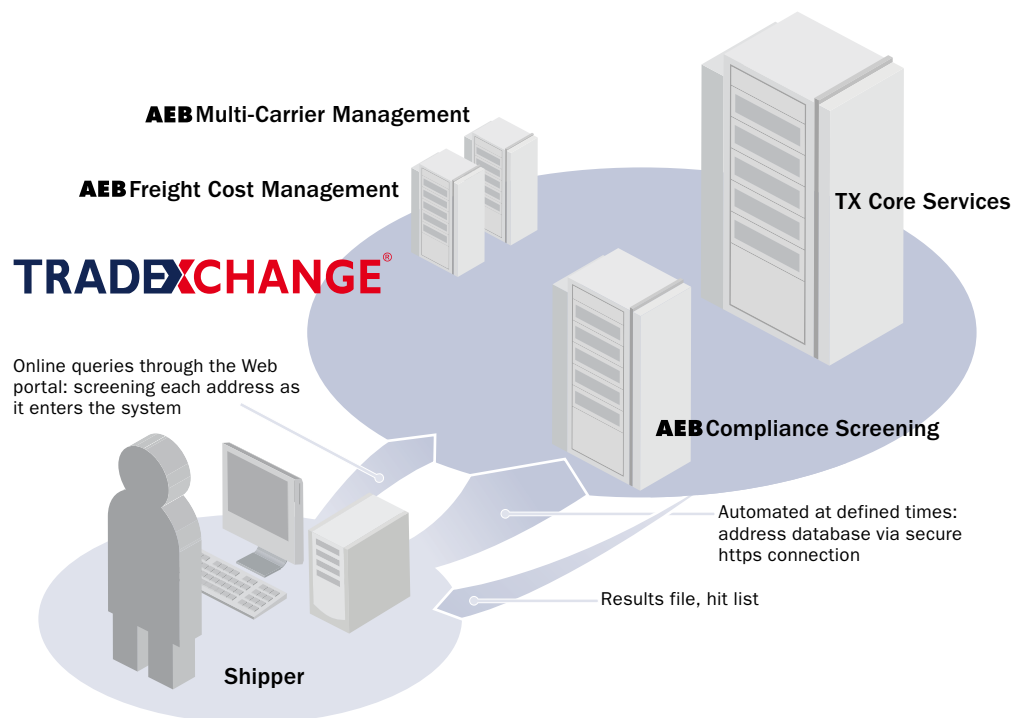 AEB Multi-Carrier Management
AEB Freight Cost Management
TX Core Services
TRADEXCHANGE®
Online queries through the Web
portal: screening each address as
it enters the system
AEB Compliance Screening
Automated at defined times:
address database via secure
https connection
Results file, hit list
Shipper